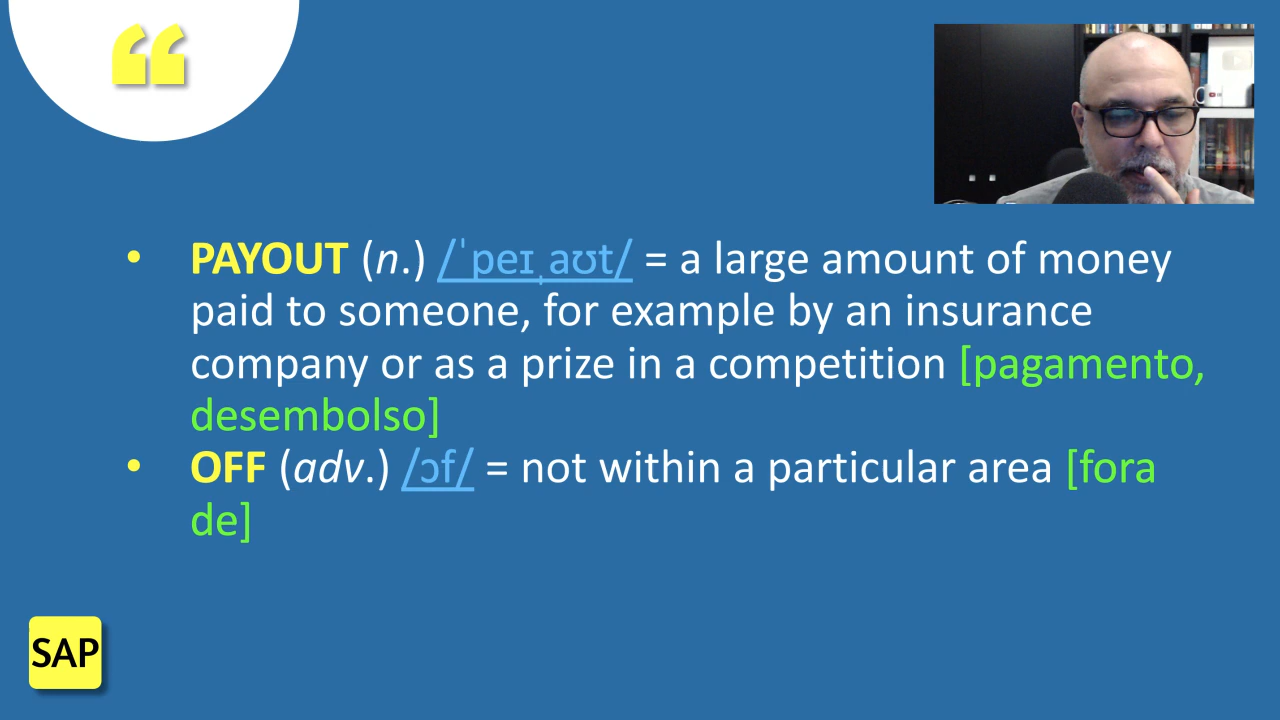 “
• PAYOUT (n.) /ˈpeɪˌaʊt/ = a large amount of money
paid to someone, for example by an insurance
company or as a prize in a competition [pagamento,
desembolso]
• OFF (adv.) /ɔf/ = not within a particular area [fora
de]
SAP